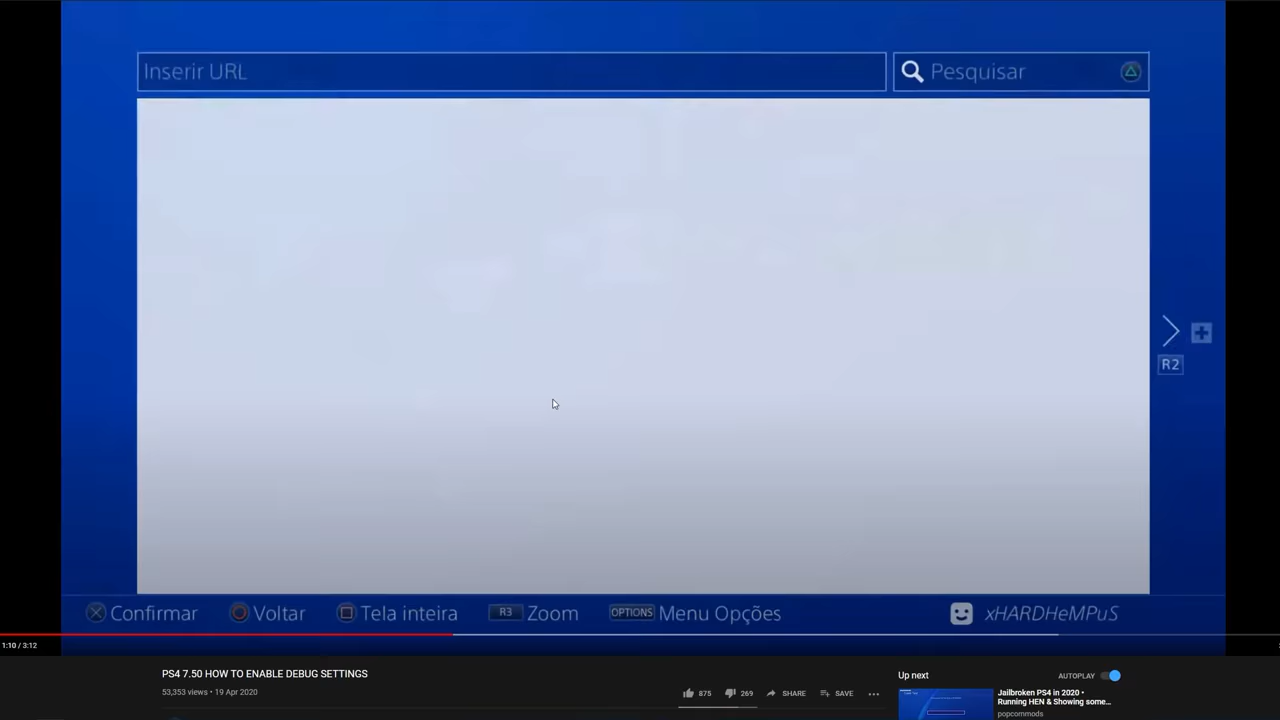 Inserir URL
Pesquisar
R2
Confirmar
Voltar
Tela inteira
R3 Zoom
OPTIONS Menu Opções
xHARDHeMPuS
1:10 / 3:12
PS4 7.50 HOW TO ENABLE DEBUG SETTINGS
53,353 views • 19 Apr 2020
875
269
SHARE
SAVE
Up next
AUTOPLAY
Jailbroken PS4 in 2020 •
Running HEN & Showing some...
popcommods